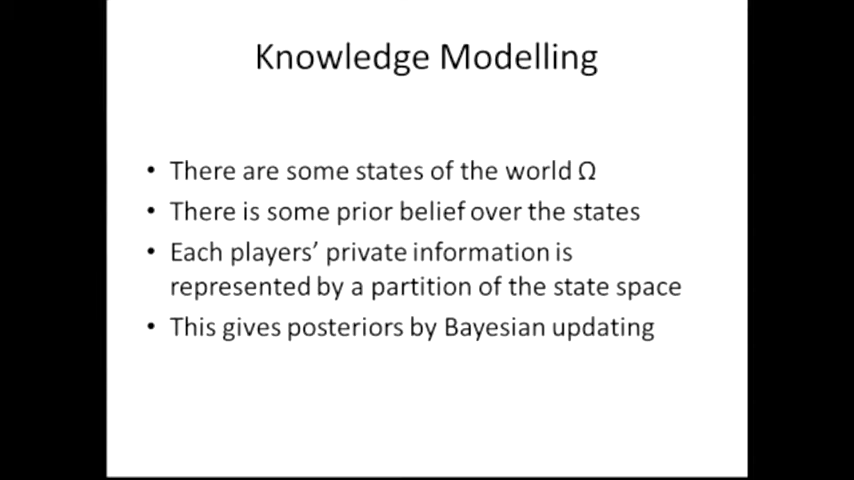 Knowledge Modelling
• There are some states of the world Ω
• There is some prior belief over the states
• Each players’ private information is
represented by a partition of the state space
• This gives posteriors by Bayesian updating